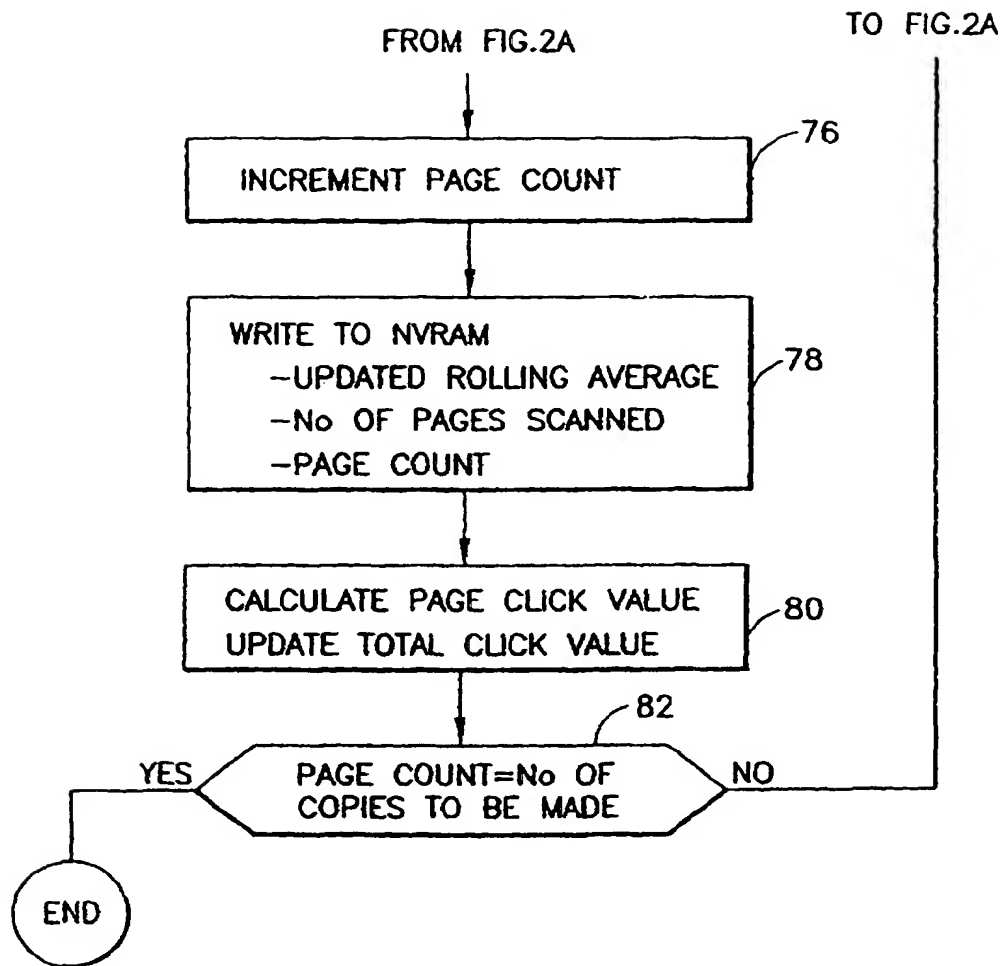 FROM FIG.2A
TO FIG.2A
INCREMENT PAGE COUNT
76
WRITE TO NVRAM
-UPDATED ROLLING AVERAGE
-No OF PAGES SCANNED
-PAGE COUNT
78
CALCULATE PAGE CLICK VALUE
UPDATE TOTAL CLICK VALUE
80
82
YES
PAGE COUNT=No OF
COPIES TO BE MADE
NO
END